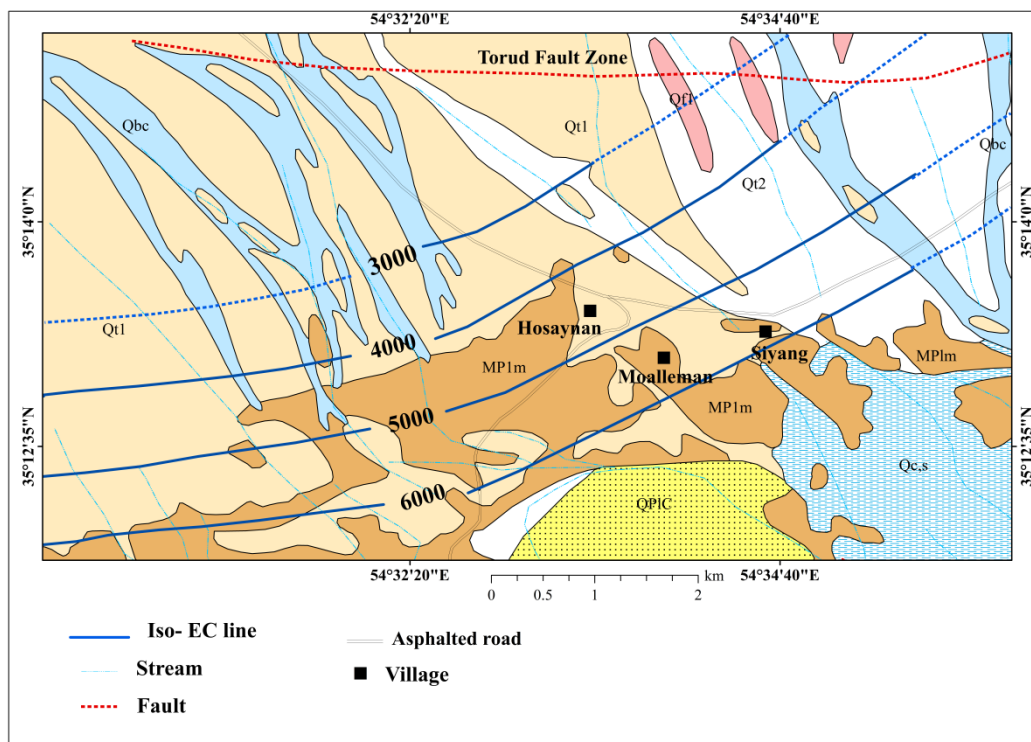 54°32'20"E
54°34'40"E
Torud Fault Zone
Qbc
Qf1
Qt1
Qbc
Qt2
35°14'0"N
35°14'0"N
3000
Qt1
Hosaynan
4000
Siyang
MPlm
MP1m
Moalleman
MP1m
5000
35°12'35"N
35°12'35"N
Qc,s
6000
QPlC
54°32'20"E
54°34'40"E
km
0 0.5 1 2
Iso- EC line
Asphalted road
Stream
Village
Fault